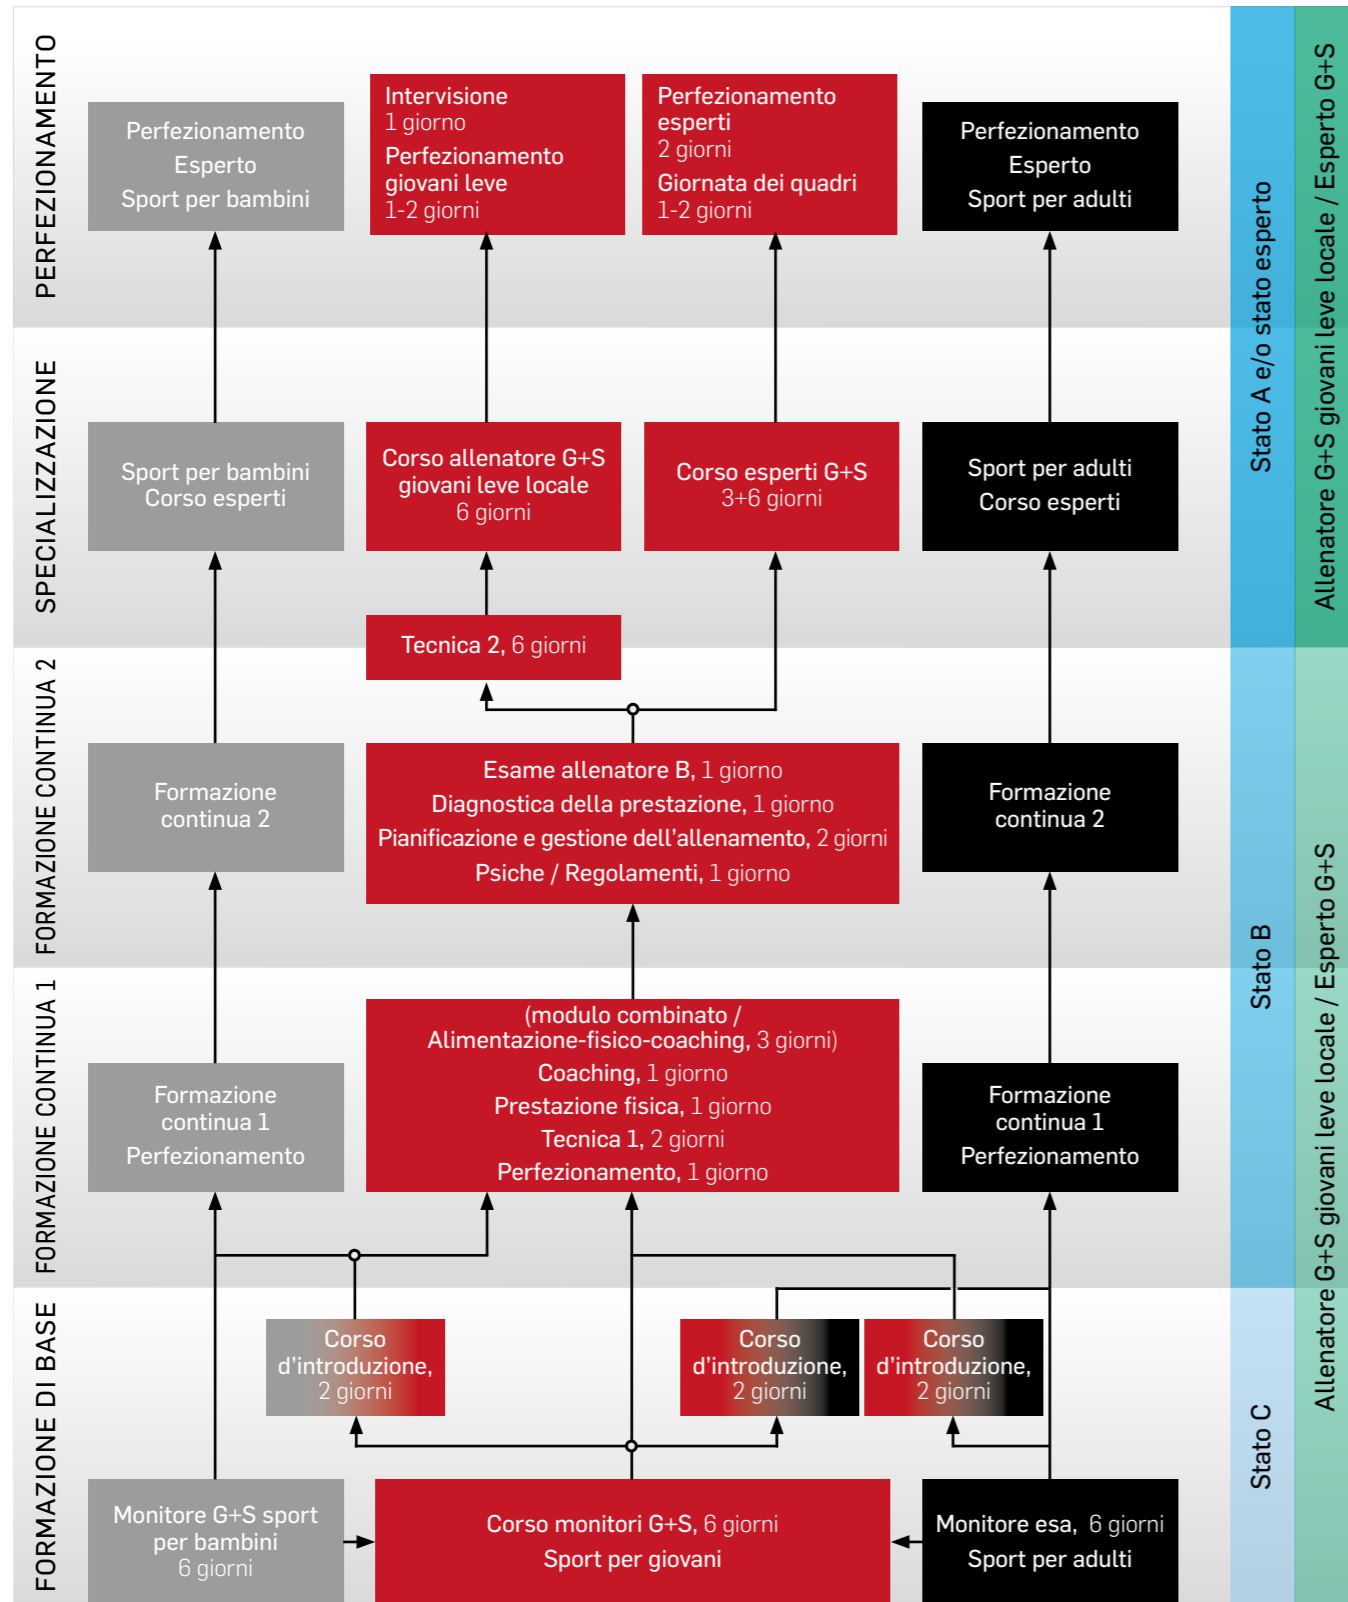 PERFEZIONAMENTO
Perfezionamento
Esperto
Sport per bambini
Intervisione
1 giorno
Perfezionamento
giovani leve
1-2 giorni
Perfezionamento
esperti
2 giorni
Giornata dei quadri
1-2 giorni
Perfezionamento
Esperto
Sport per adulti
SPECIALIZZAZIONE
Sport per bambini
Corso esperti
Corso allenatore G+S
giovani leve locale
6 giorni
Corso esperti G+S
3+6 giorni
Sport per adulti
Corso esperti
Tecnica 2, 6 giorni
FORMAZIONE CONTINUA 2
Formazione
continua 2
Esame allenatore B, 1 giorno
Diagnostica della prestazione, 1 giorno
Pianificazione e gestione dell'allenamento, 2 giorni
Psiche / Regolamenti, 1 giorno
Formazione
continua 2
FORMAZIONE CONTINUA 1
Formazione
continua 1
Perfezionamento
(modulo combinato /
Alimentazione-fisico-coaching, 3 giorni)
Coaching, 1 giorno
Prestazione fisica, 1 giorno
Tecnica 1, 2 giorni
Perfezionamento, 1 giorno
Formazione
continua 1
Perfezionamento
FORMAZIONE DI BASE
Corso
d'introduzione,
2 giorni
Corso
d'introduzione,
2 giorni
Corso
d'introduzione,
2 giorni
Monitore G+S sport
per bambini
6 giorni
Corso monitori G+S, 6 giorni
Sport per giovani
Monitore esa, 6 giorni
Sport per adulti
Stato A e/o stato esperto
Stato B
Stato C
Allenatore G+S giovani leve locale / Esperto G+S
Allenatore G+S giovani leve locale / Esperto G+S